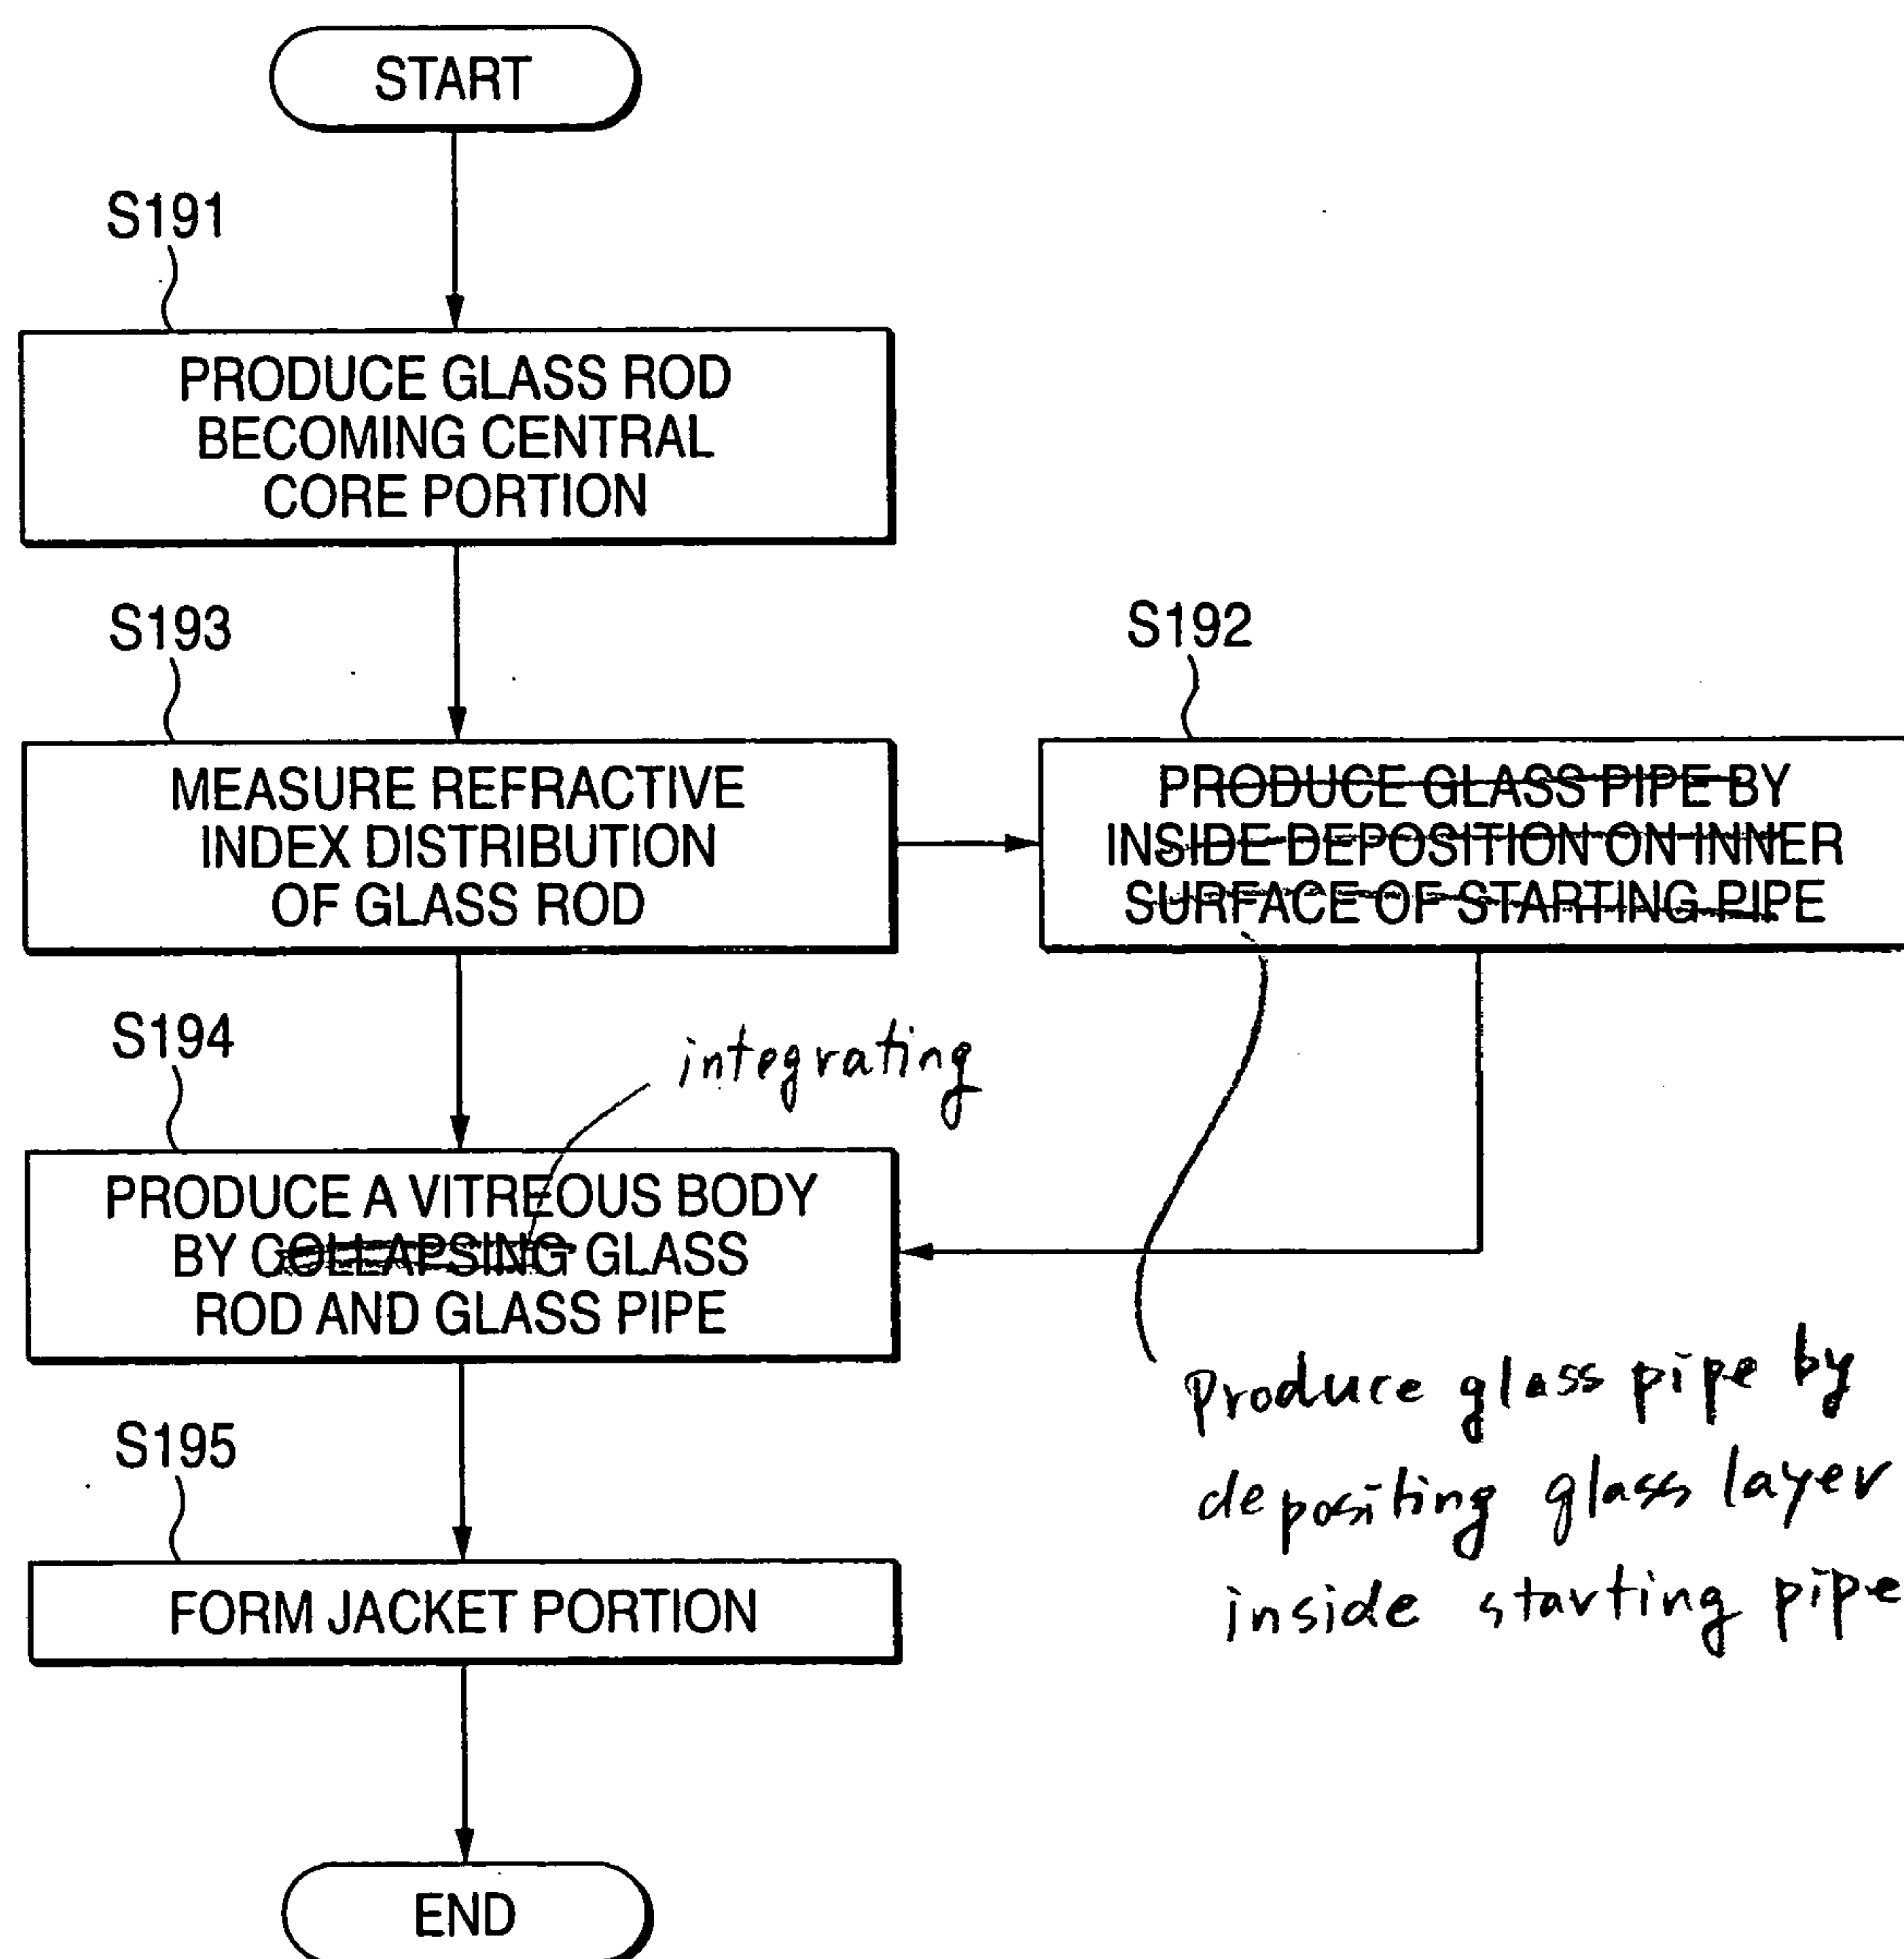 START
S191
PRODUCE GLASS ROD
BECOMING CENTRAL
CORE PORTION
S193
MEASURE REFRACTIVE
INDEX DISTRIBUTION
OF GLASS ROD
S192
PRODUCE GLASS PIPE BY
INSIDE DEPOSITION ON INNER
SURFACE OF STARTING PIPE
S194
integrating
PRODUCE A VITREOUS BODY
BY COLLAPSING GLASS
ROD AND GLASS PIPE
Produce glass pipe by
depositing glass layer
inside starting pipe
S195
FORM JACKET PORTION
END